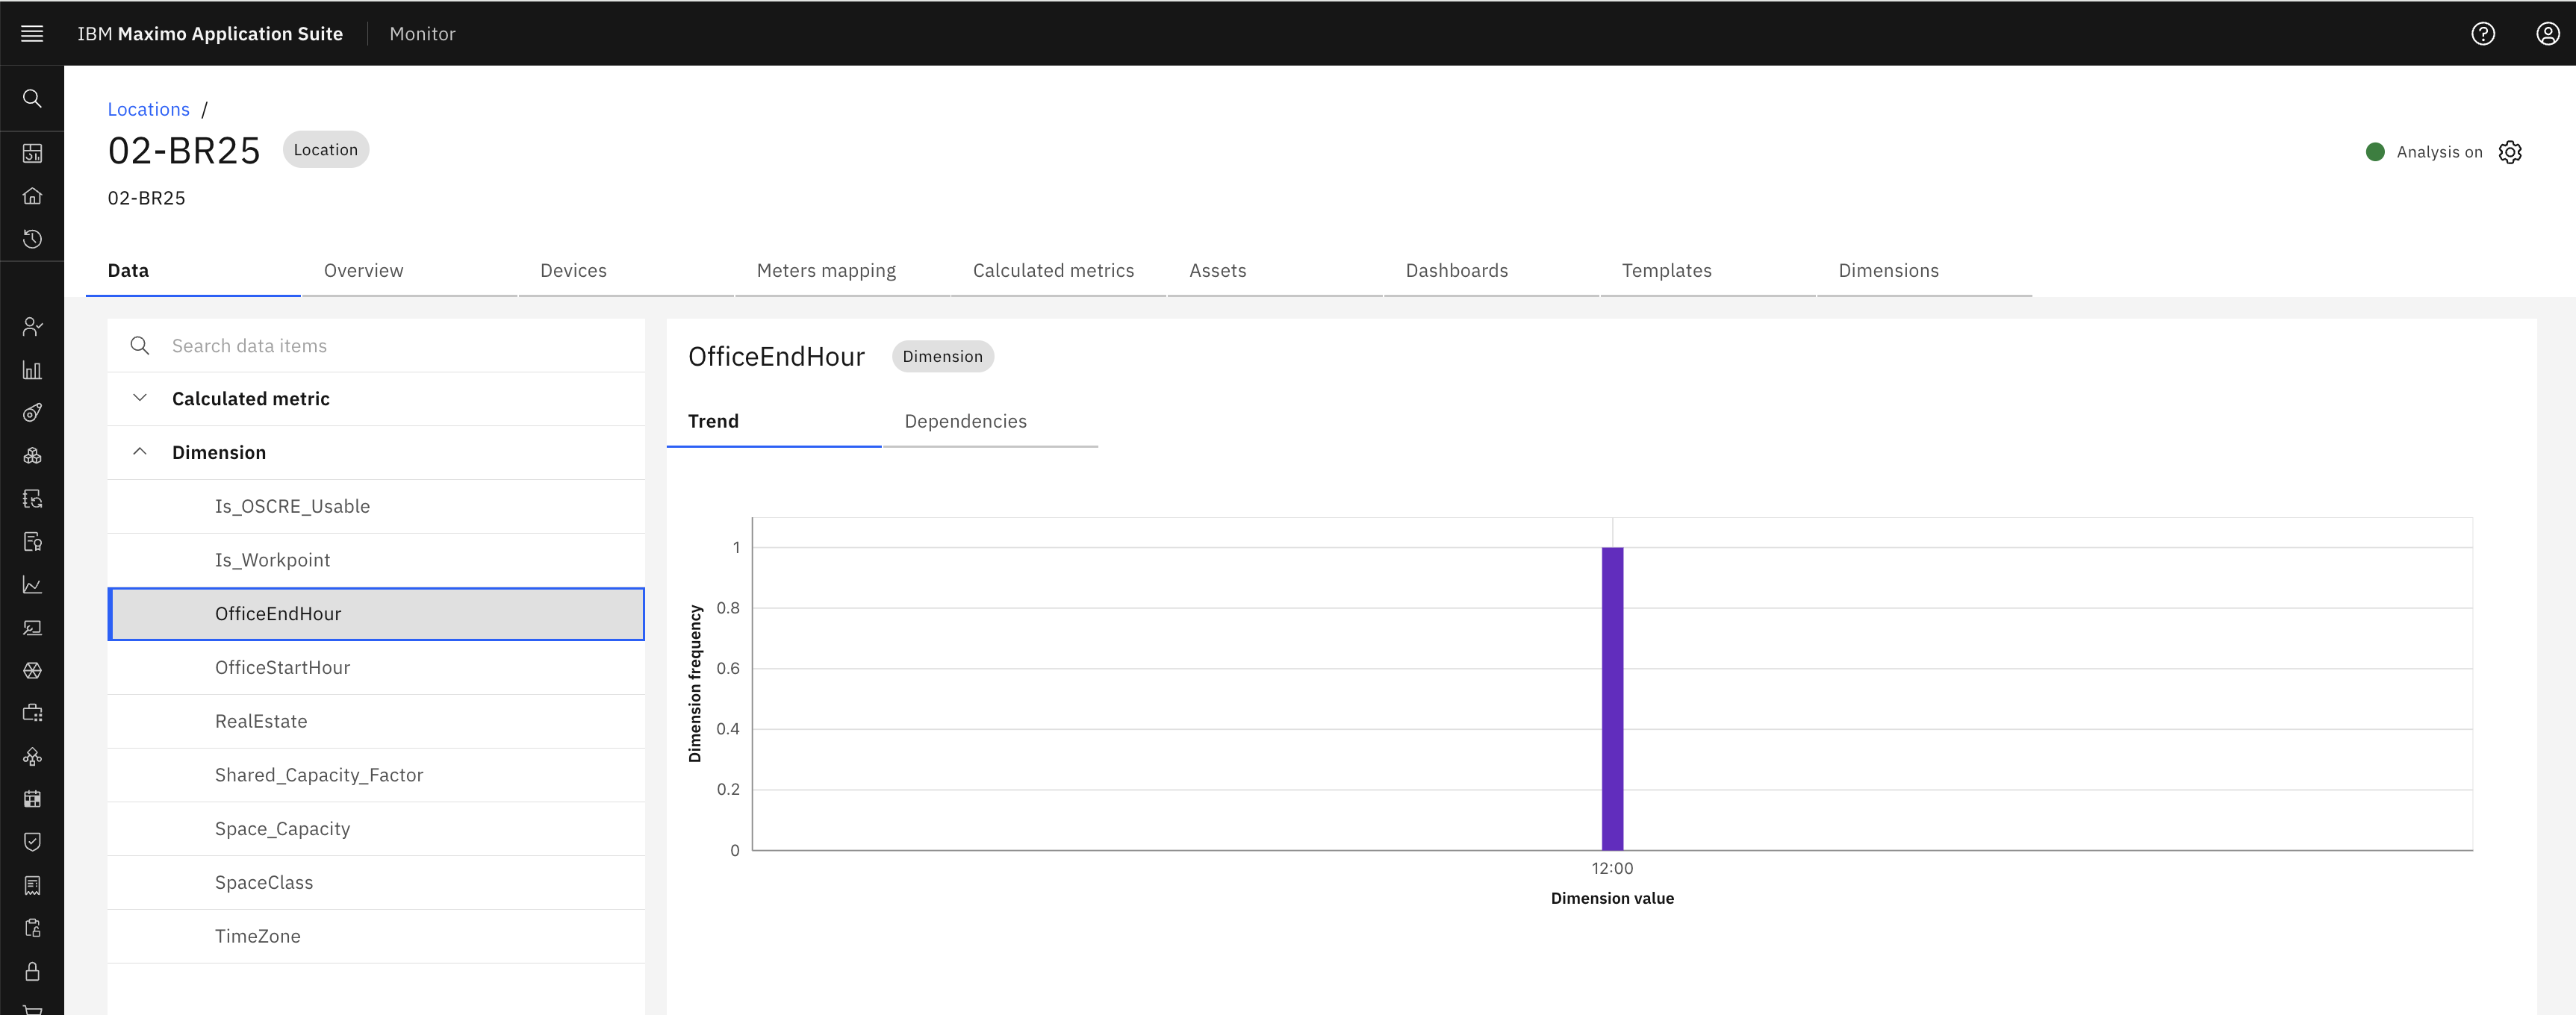 IBM Maximo Application Suite
Monitor
Locations /
02-BR25
Location
02-BR25
Analysis on
Data
Overview
Devices
Meters mapping
Calculated metrics
Assets
Dashboards
Templates
Dimensions
Search data items
Calculated metric
Dimension
Is_OSCRE_Usable
Is_Workpoint
OfficeEndHour
OfficeStartHour
RealEstate
Shared_Capacity_Factor
Space_Capacity
SpaceClass
TimeZone
OfficeEndHour
Dimension
Trend
Dependencies
Dimension frequency
1
0.8
0.6
0.4
0.2
0
12:00
Dimension value